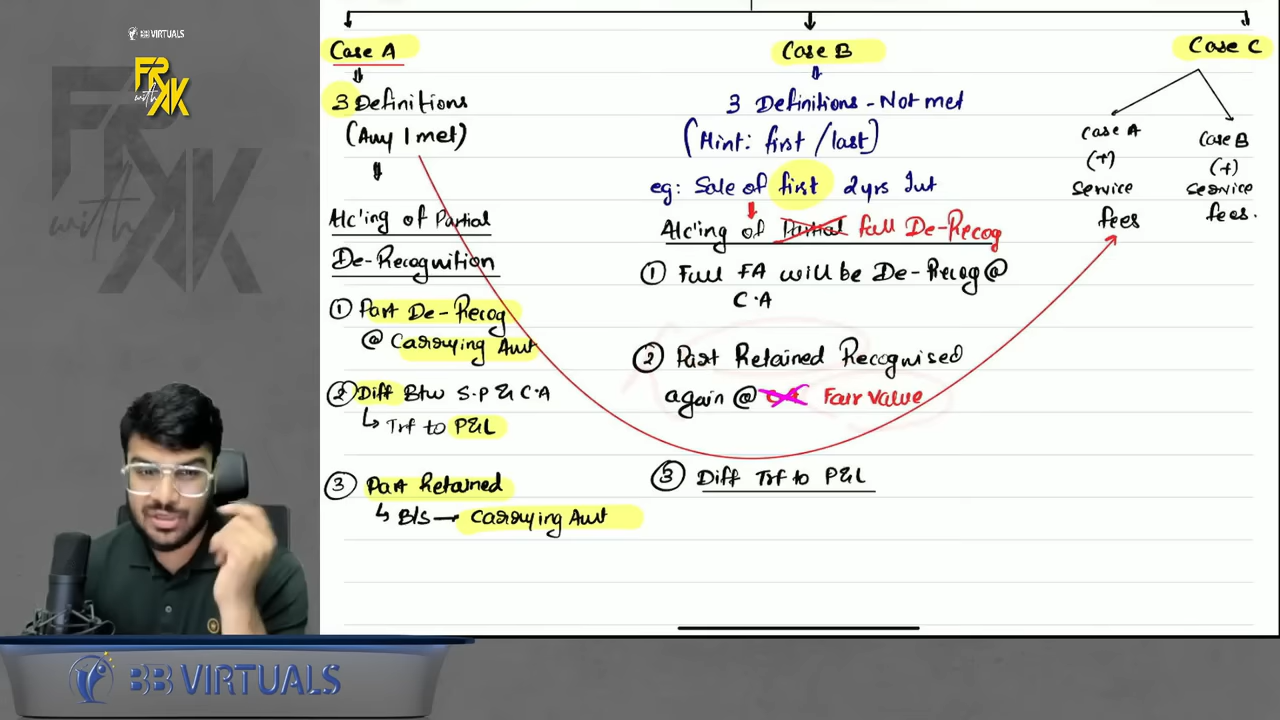 BB VIRTUALS
FR
with
KK
FR
with
KK
Case A
3 Definitions
(Any 1 met)
A/c'ing of Partial
De-Recognition
① Part De-Recog
@ Carrying Amt
② Diff Btw S.P & C.A
↳ Trf to P&L
③ Part Retained
↳ B/S → Carrying Amt
Case B
3 Definitions - Not met
(Hint: first / last)
eg: Sale of first 2yrs Int
A/c'ing of Partial Full De-Recog
① Full FA will be De-Recog @
C.A
② Part Retained Recognised
again @ Fair Value
③ Diff Trf to P&L
Case C
Case A
(+)
Service
fees
Case B
(+)
Service
fees.
BB VIRTUALS